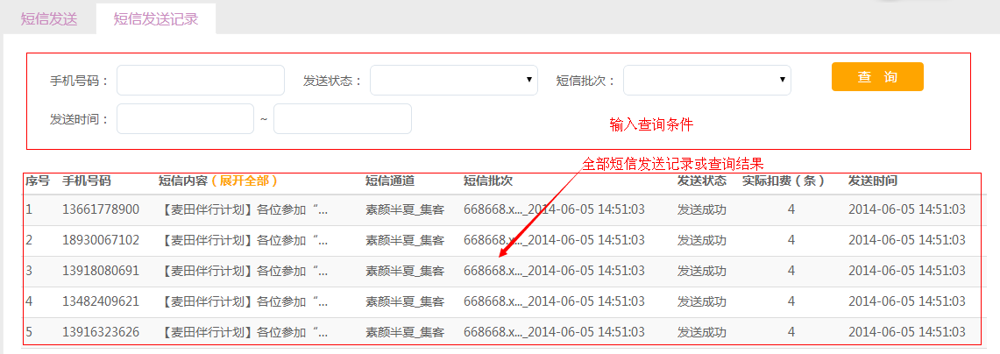 短信发送 短信发送记录
手机号码： 发送状态： 短信批次： 查 询
发送时间： ~
输入查询条件
全部短信发送记录或查询结果
序号 手机号码 短信内容（展开全部） 短信通道 短信批次 发送状态 实际扣费（条） 发送时间
1 13661778900 【麦田伴行计划】各位参加“... 素颜半夏_集客 668668.x..._2014-06-05 14:51:03 发送成功 4 2014-06-05 14:51:03
2 18930067102 【麦田伴行计划】各位参加“... 素颜半夏_集客 668668.x..._2014-06-05 14:51:03 发送成功 4 2014-06-05 14:51:03
3 13918080691 【麦田伴行计划】各位参加“... 素颜半夏_集客 668668.x..._2014-06-05 14:51:03 发送成功 4 2014-06-05 14:51:03
4 13482409621 【麦田伴行计划】各位参加“... 素颜半夏_集客 668668.x..._2014-06-05 14:51:03 发送成功 4 2014-06-05 14:51:03
5 13916323626 【麦田伴行计划】各位参加“... 素颜半夏_集客 668668.x..._2014-06-05 14:51:03 发送成功 4 2014-06-05 14:51:03